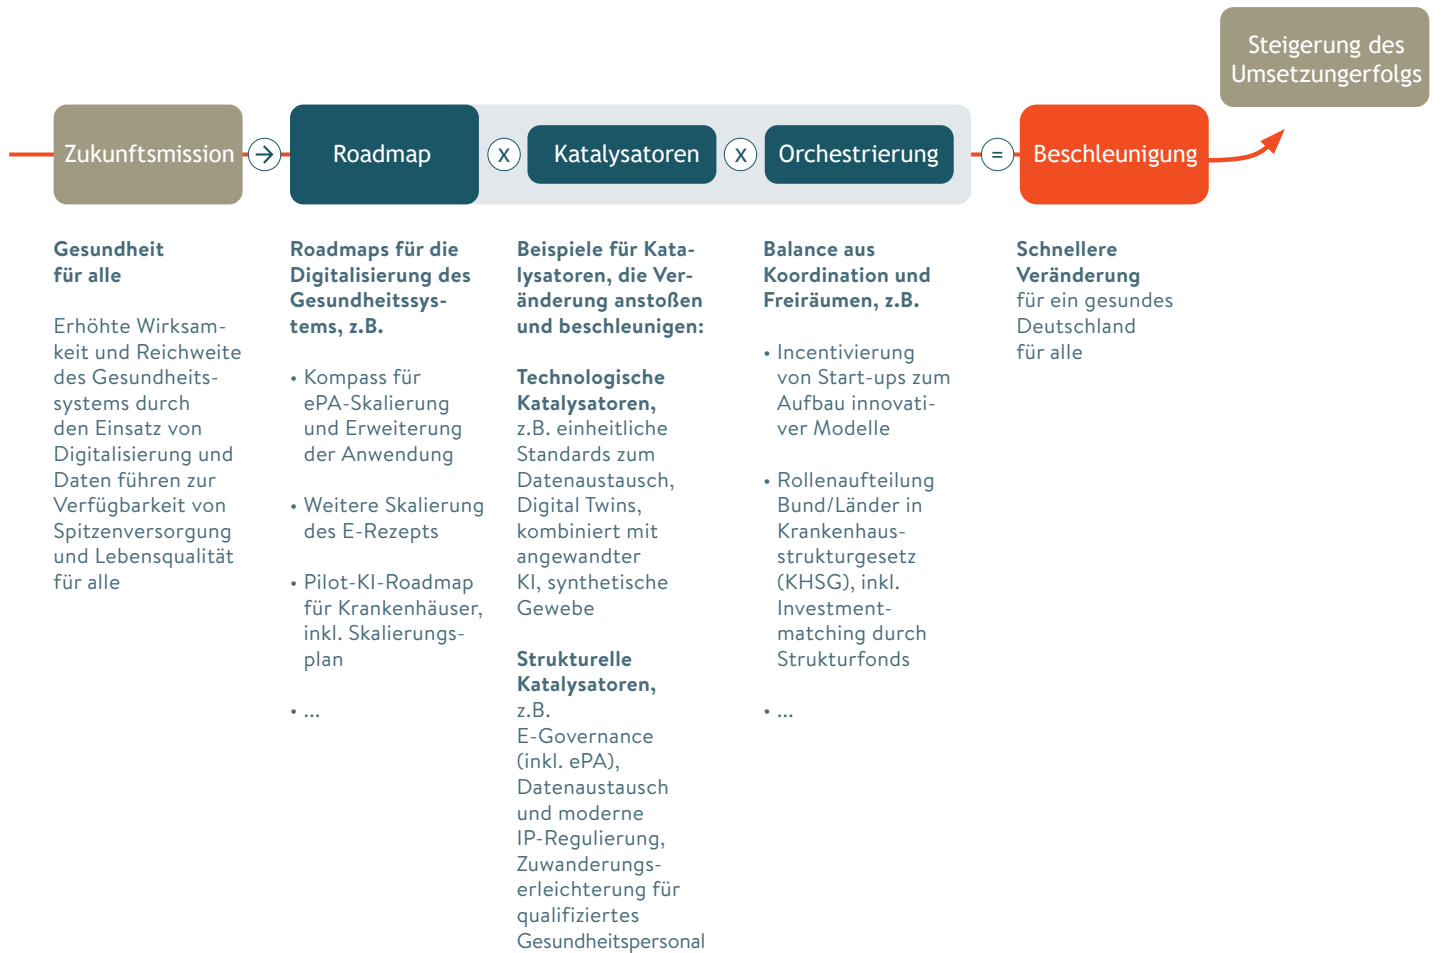 Steigerung des
Umsetzungerfolgs
Zukunftsmission
→
Roadmap
x
Katalysatoren
x
Orchestrierung
=
Beschleunigung
Gesundheit
für alle
Erhöhte Wirksam-
keit und Reichweite
des Gesundheits-
systems durch
den Einsatz von
Digitalisierung und
Daten führen zur
Verfügbarkeit von
Spitzenversorgung
und Lebensqualität
für alle
Roadmaps für die
Digitalisierung des
Gesundheitssys-
tems, z.B.
• Kompass für
ePA-Skalierung
und Erweiterung
der Anwendung
• Weitere Skalierung
des E-Rezepts
• Pilot-KI-Roadmap
für Krankenhäuser,
inkl. Skalierungs-
plan
• ...
Beispiele für Kata-
lysatoren, die Ver-
änderung anstoßen
und beschleunigen:
Technologische
Katalysatoren,
z.B. einheitliche
Standards zum
Datenaustausch,
Digital Twins,
kombiniert mit
angewandter
KI, synthetische
Gewebe
Strukturelle
Katalysatoren,
z.B.
E-Governance
(inkl. ePA),
Datenaustausch
und moderne
IP-Regulierung,
Zuwanderungs-
erleichterung für
qualifiziertes
Gesundheitspersonal
Balance aus
Koordination und
Freiräumen, z.B.
• Incentivierung
von Start-ups zum
Aufbau innovati-
ver Modelle
• Rollenaufteilung
Bund/Länder in
Krankenhaus-
strukturgesetz
(KHSG), inkl.
Investment-
matching durch
Strukturfonds
• ...
Schnellere
Veränderung
für ein gesundes
Deutschland
für alle